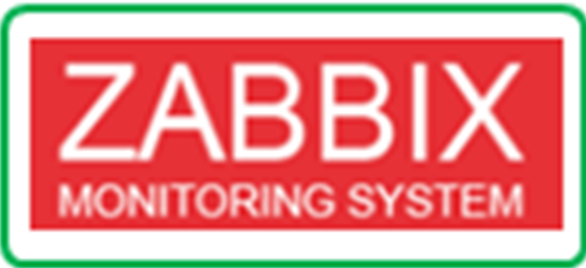 ZABBIX
MONITORING SYSTEM